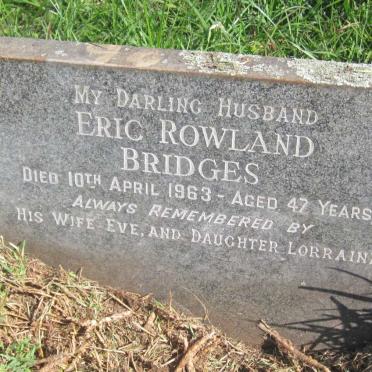 My Darling Husband
Eric Rowland
Bridges
Died 10th April 1963 - Aged 47 Years
Always Remembered by
His Wife Eve, and Daughter Lorraine